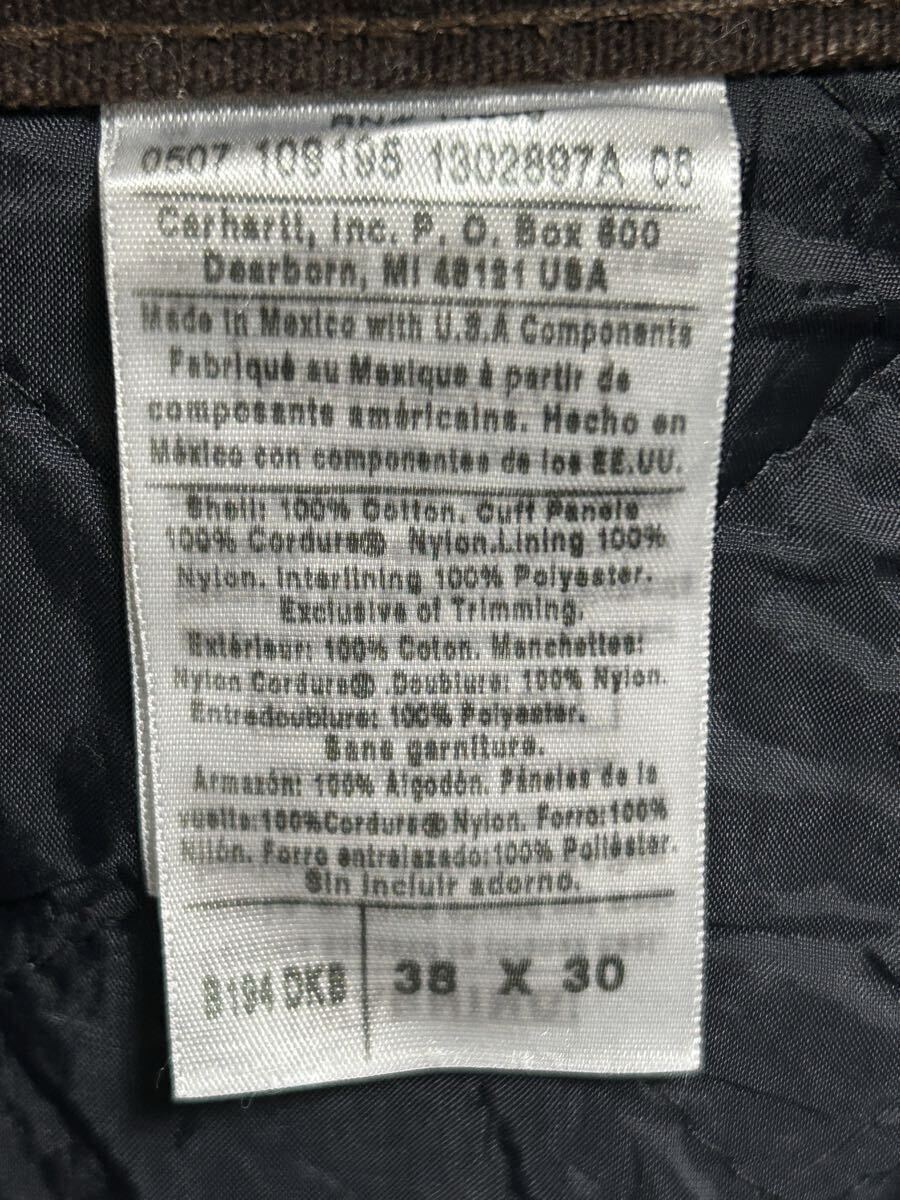 RN#
0507 109195 1302897A 06
Carhartt, Inc. P. O. Box 600
Dearborn, MI 48121 USA
Made in Mexico with U.S.A Components
Fabriqué au Mexique à partir de
composants américains. Hecho en
México con componentes de los EE.UU.
Shell: 100% Cotton. Cuff Panels
100% Cordura® Nylon.Lining 100%
Nylon. Interlining 100% Polyester.
Exclusive of Trimming.
Extérieur: 100% Coton. Manchettes:
Nylon Cordura® .Doublure: 100% Nylon.
Entredoublure: 100% Polyester.
Sans garniture.
Armazón: 100% Algodón. Páneles de la
vuelta:100%Cordura® Nylon. Forro:100%
Nilón. Forro entrelazado:100% Poliéster.
Sin incluir adorno.
B194 DKB 38 X 30